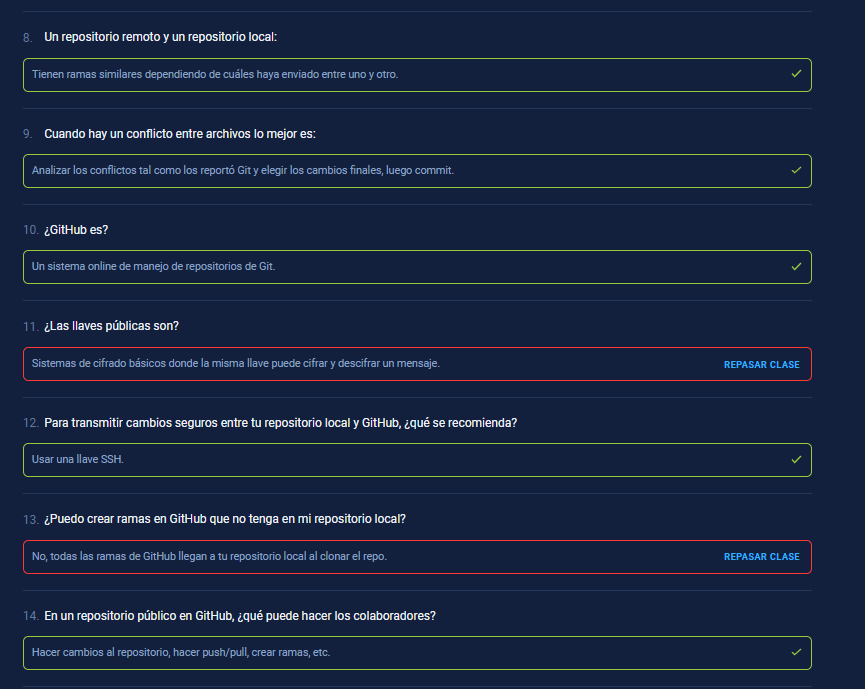 8. Un repositorio remoto y un repositorio local:
Tienen ramas similares dependiendo de cuáles haya enviado entre uno y otro.
9. Cuando hay un conflicto entre archivos lo mejor es:
Analizar los conflictos tal como los reportó Git y elegir los cambios finales, luego commit.
10. ¿GitHub es?
Un sistema online de manejo de repositorios de Git.
11. ¿Las llaves públicas son?
Sistemas de cifrado básicos donde la misma llave puede cifrar y descifrar un mensaje. REPASAR CLASE
12. Para transmitir cambios seguros entre tu repositorio local y GitHub, ¿qué se recomienda?
Usar una llave SSH.
13. ¿Puedo crear ramas en GitHub que no tenga en mi repositorio local?
No, todas las ramas de GitHub llegan a tu repositorio local al clonar el repo. REPASAR CLASE
14. En un repositorio público en GitHub, ¿qué puede hacer los colaboradores?
Hacer cambios al repositorio, hacer push/pull, crear ramas, etc.